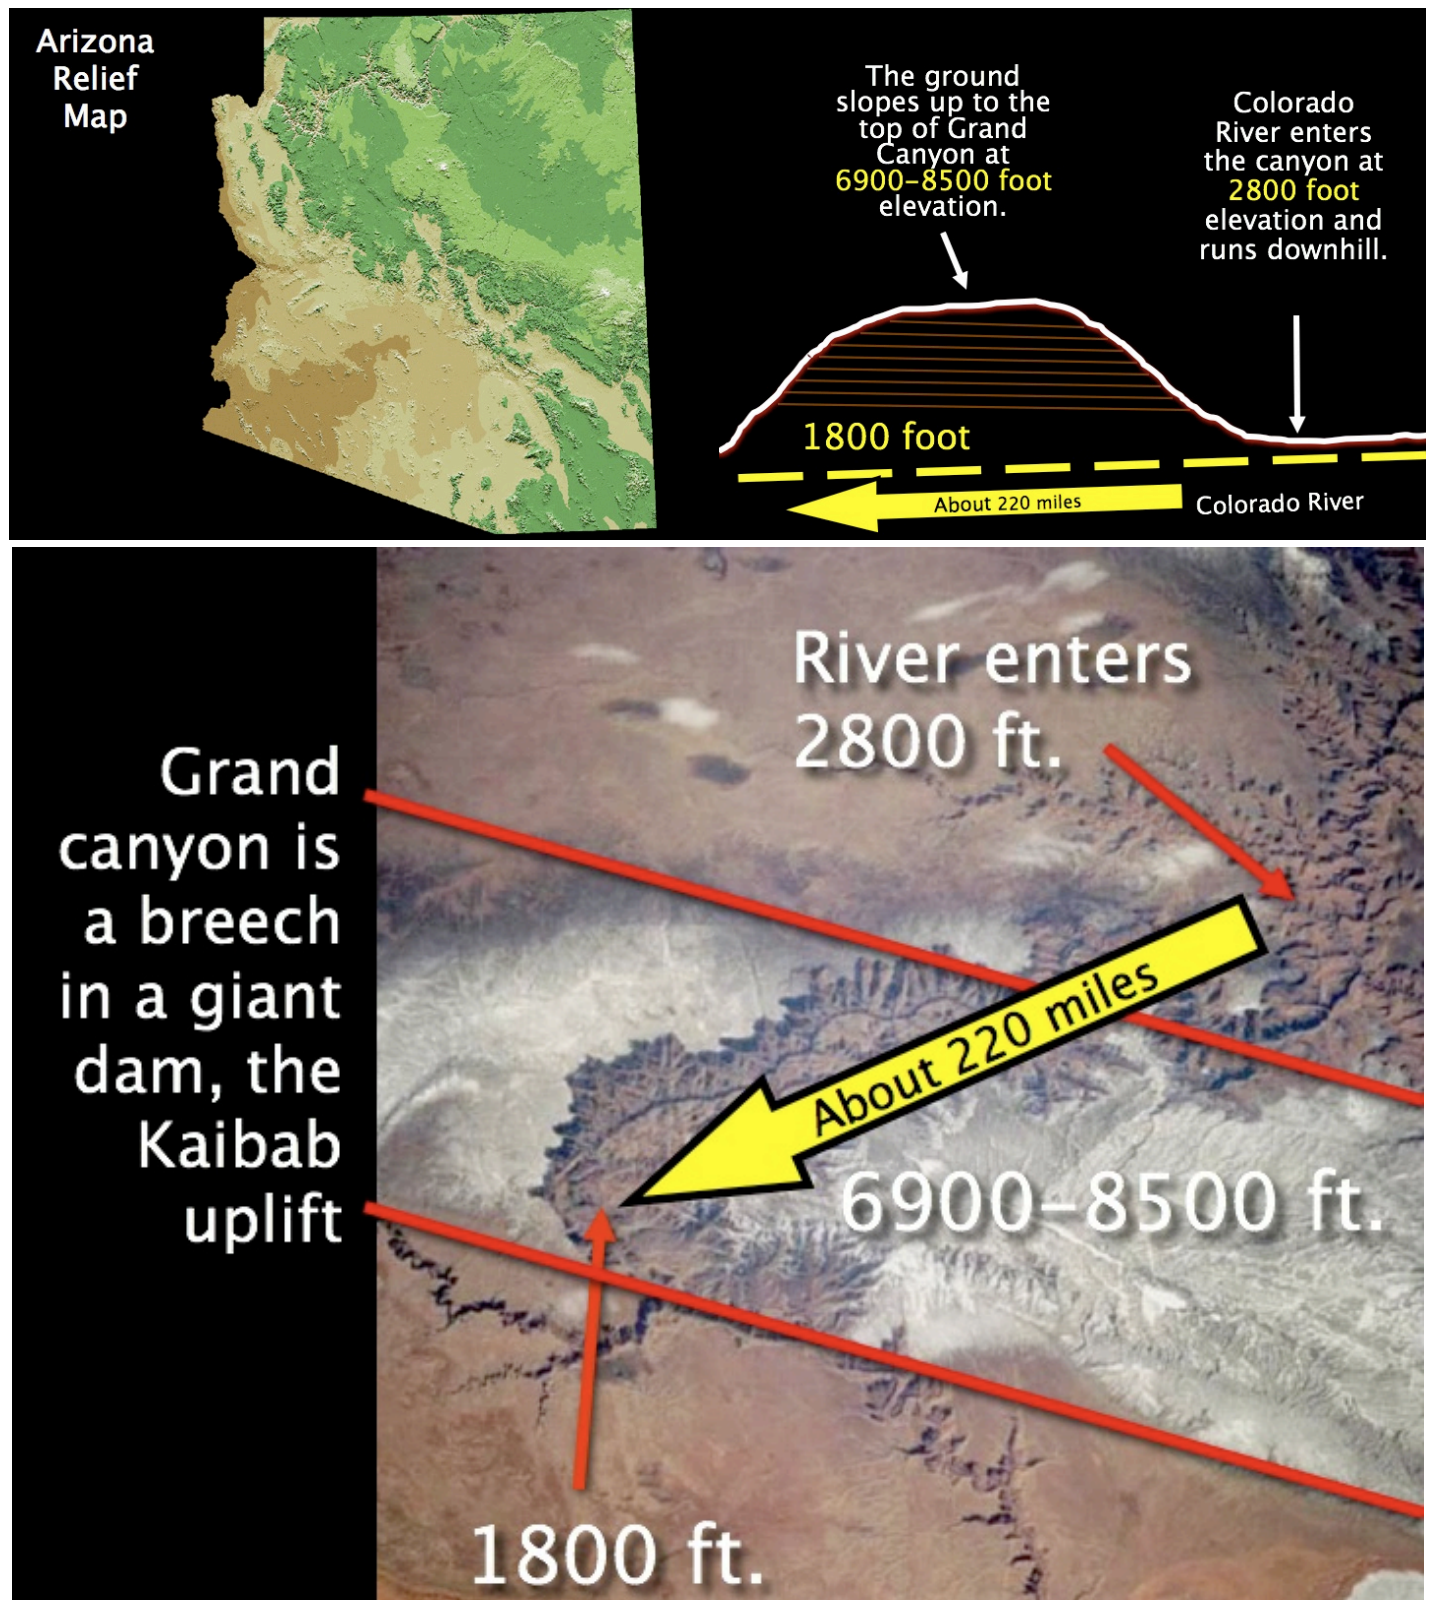 Arizona
Relief
Map
The ground
slopes up to the
top of Grand
Canyon at
6900-8500 foot
elevation.
Colorado
River enters
the canyon at
2800 foot
elevation and
runs downhill.
1800 foot
About 220 miles
Colorado River
River enters
2800 ft.
Grand
canyon is
a breech
in a giant
dam, the
Kaibab
uplift
About 220 miles
6900-8500 ft.
1800 ft.